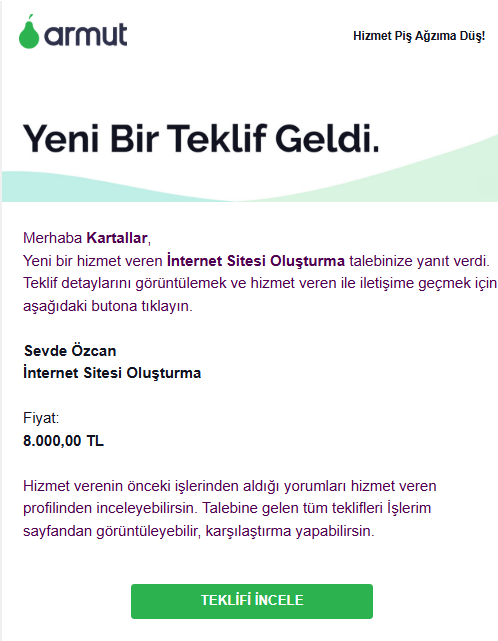 armut
Hizmet Piş Ağzıma Düş!
Yeni Bir Teklif Geldi.
Merhaba Kartallar,
Yeni bir hizmet veren İnternet Sitesi Oluşturma talebinize yanıt verdi.
Teklif detaylarını görüntülemek ve hizmet veren ile iletişime geçmek için
aşağıdaki butona tıklayın.
Sevde Özcan
İnternet Sitesi Oluşturma
Fiyat:
8.000,00 TL
Hizmet verenin önceki işlerinden aldığı yorumları hizmet veren
profilinden inceleyebilirsin. Talebine gelen tüm teklifleri İşlerim
sayfandan görüntüleyebilir, karşılaştırma yapabilirsin.
TEKLİFİ İNCELE